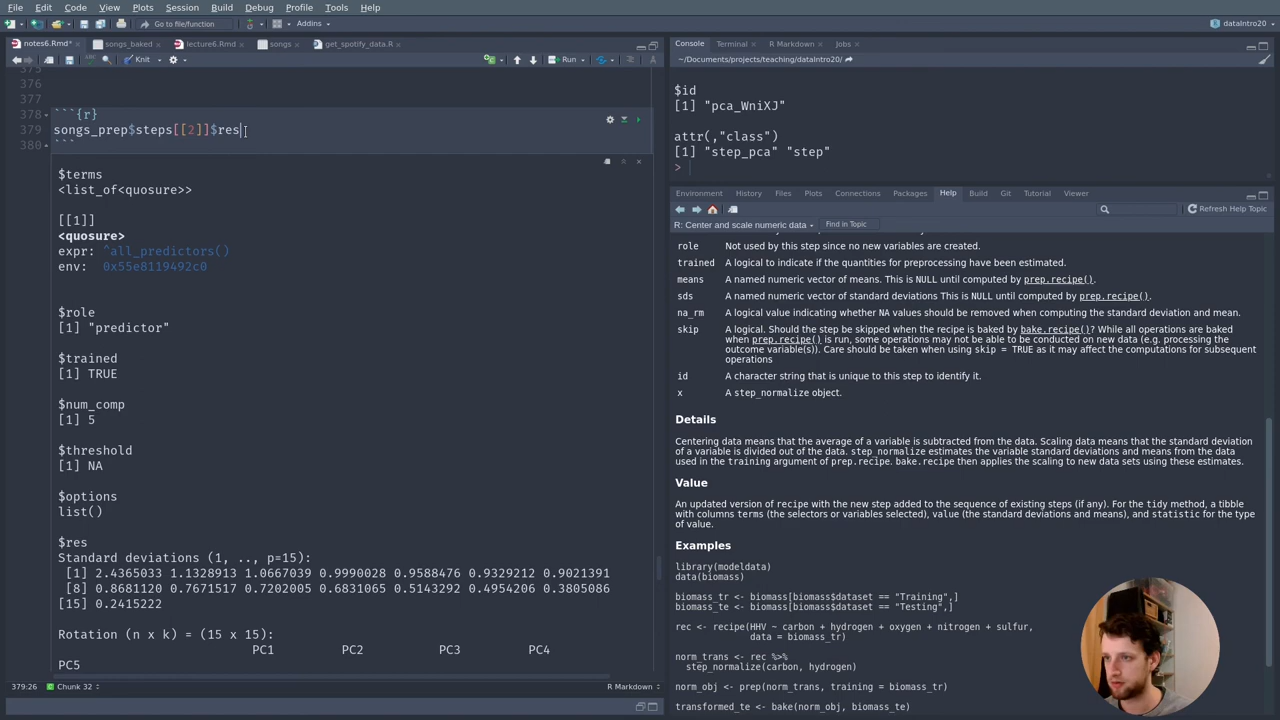 File Edit Code View Plots Session Build Debug Profile Tools Help
Go to file/function
Addins
dataIntro20
notes6.Rmd* songs_baked lecture6.Rmd songs get_spotify_data.R
Knit
Run
375
376
377
378 ```{r}
379 songs_prep$steps[[2]]$res
380 ```
$terms
<list_of<quosure>>
[[1]]
<quosure>
expr: ^all_predictors()
env: 0x55e8119492c0
$role
[1] "predictor"
$trained
[1] TRUE
$num_comp
[1] 5
$threshold
[1] NA
$options
list()
$res
Standard deviations (1, .., p=15):
[1] 2.4365033 1.1328913 1.0667039 0.9990028 0.9588476 0.9329212 0.9021391
[8] 0.8681120 0.7671517 0.7202005 0.6831065 0.5143292 0.4954206 0.3805086
[15] 0.2415222
Rotation (n x k) = (15 x 15):
PC1 PC2 PC3 PC4
PC5
379:26 Chunk 32 R Markdown
Console Terminal R Markdown Jobs
~/Documents/projects/teaching/dataIntro20/
$id
[1] "pca_WniXJ"
attr(,"class")
[1] "step_pca" "step"
>
Environment History Files Plots Connections Packages Help Build Git Tutorial Viewer
Refresh Help Topic
R: Center and scale numeric data Find in Topic
role Not used by this step since no new variables are created.
trained A logical to indicate if the quantities for preprocessing have been estimated.
means A named numeric vector of means. This is NULL until computed by prep.recipe().
sds A named numeric vector of standard deviations This is NULL until computed by prep.recipe().
na_rm A logical value indicating whether NA values should be removed when computing the standard deviation and mean.
skip A logical. Should the step be skipped when the recipe is baked by bake.recipe()? While all operations are baked
when prep.recipe() is run, some operations may not be able to be conducted on new data (e.g. processing the
outcome variable(s)). Care should be taken when using skip = TRUE as it may affect the computations for subsequent
operations
id A character string that is unique to this step to identify it.
x A step_normalize object.
Details
Centering data means that the average of a variable is subtracted from the data. Scaling data means that the standard deviation
of a variable is divided out of the data. step_normalize estimates the variable standard deviations and means from the data
used in the training argument of prep.recipe. bake.recipe then applies the scaling to new data sets using these estimates.
Value
An updated version of recipe with the new step added to the sequence of existing steps (if any). For the tidy method, a tibble
with columns terms (the selectors or variables selected), value (the standard deviations and means), and statistic for the type
of value.
Examples
library(modeldata)
data(biomass)
biomass_tr <- biomass[biomass$dataset == "Training",]
biomass_te <- biomass[biomass$dataset == "Testing",]
rec <- recipe(HHV ~ carbon + hydrogen + oxygen + nitrogen + sulfur,
data = biomass_tr)
norm_trans <- rec %>%
step_normalize(carbon, hydrogen)
norm_obj <- prep(norm_trans, training = biomass_tr)
transformed_te <- bake(norm_obj, biomass_te)